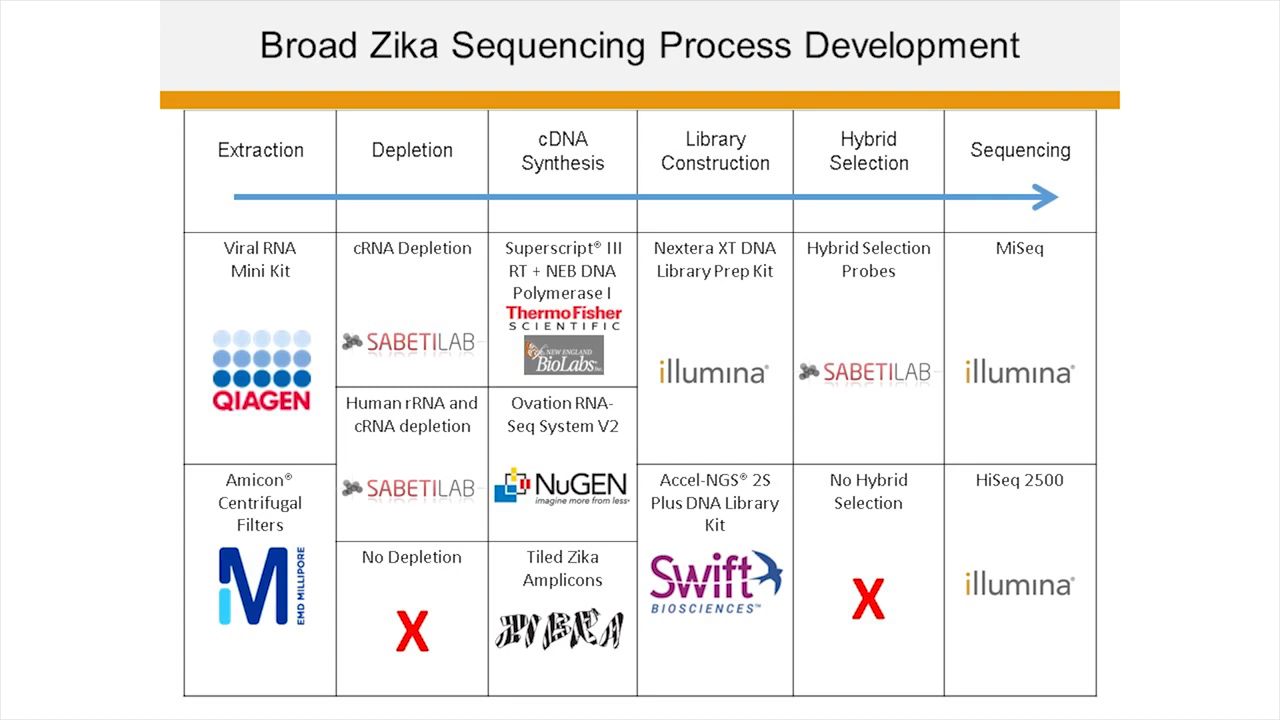 Broad Zika Sequencing Process Development
Extraction
Depletion
cDNA
Synthesis
Library
Construction
Hybrid
Selection
Sequencing
Viral RNA
Mini Kit
QIAGEN
Amicon®
Centrifugal
Filters
EMD MILLIPORE
cRNA Depletion
SABETILAB
Human rRNA and
cRNA depletion
SABETILAB
No Depletion
X
Superscript® III
RT + NEB DNA
Polymerase I
ThermoFisher
SCIENTIFIC
NEW ENGLAND
BioLabs Inc.
Ovation RNA-
Seq System V2
NuGEN
imagine more from less®
Tiled Zika
Amplicons
ZIBRA
Nextera XT DNA
Library Prep Kit
illumina®
Accel-NGS® 2S
Plus DNA Library
Kit
Swift
BIOSCIENCES™
Hybrid Selection
Probes
SABETILAB
No Hybrid
Selection
X
MiSeq
illumina®
HiSeq 2500
illumina®